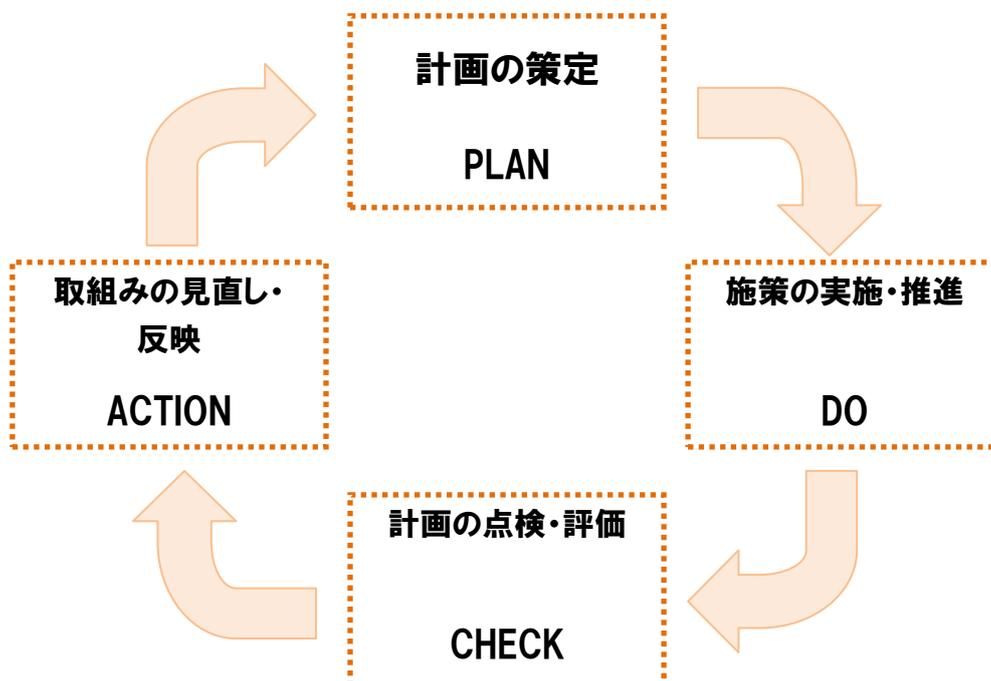 計画の策定
PLAN
取組みの見直し・
反映
ACTION
施策の実施・推進
DO
計画の点検・評価
CHECK